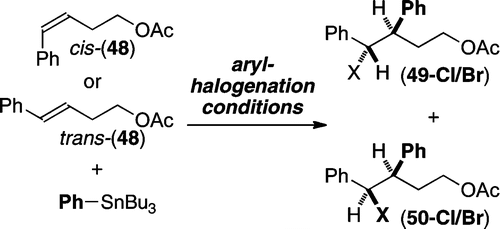 OAc
Ph
cis-(48)
or
Ph
OAc
trans-(48)
+
Ph—SnBu3
aryl-
halogenation
conditions
H Ph
Ph
OAc
X H
(49-Cl/Br)
+
H Ph
Ph
OAc
H X
(50-Cl/Br)